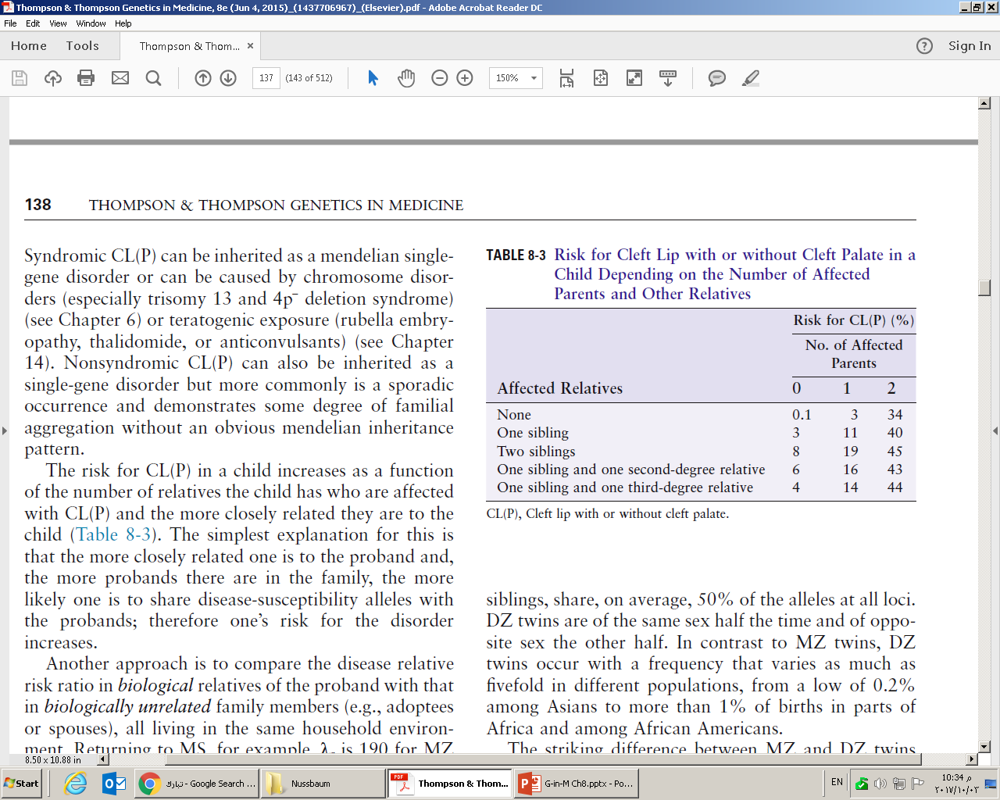 Thompson & Thompson Genetics in Medicine, 8e (Jun 4, 2015)_(1437706967)_(Elsevier).pdf - Adobe Acrobat Reader DC
File Edit View Window Help
Home Tools Thompson & Thom... × ? Sign In
137 (143 of 512) 150%
138 THOMPSON & THOMPSON GENETICS IN MEDICINE
Syndromic CL(P) can be inherited as a mendelian single-
gene disorder or can be caused by chromosome disor-
ders (especially trisomy 13 and 4p⁻ deletion syndrome)
(see Chapter 6) or teratogenic exposure (rubella embry-
opathy, thalidomide, or anticonvulsants) (see Chapter
14). Nonsyndromic CL(P) can also be inherited as a
single-gene disorder but more commonly is a sporadic
occurrence and demonstrates some degree of familial
aggregation without an obvious mendelian inheritance
pattern.
The risk for CL(P) in a child increases as a function
of the number of relatives the child has who are affected
with CL(P) and the more closely related they are to the
child (Table 8-3). The simplest explanation for this is
that the more closely related one is to the proband and,
the more probands there are in the family, the more
likely one is to share disease-susceptibility alleles with
the probands; therefore one's risk for the disorder
increases.
Another approach is to compare the disease relative
risk ratio in biological relatives of the proband with that
in biologically unrelated family members (e.g., adoptees
or spouses), all living in the same household environ-
ment. Returning to MS, for example, λr is 190 for MZ
TABLE 8-3 Risk for Cleft Lip with or without Cleft Palate in a
Child Depending on the Number of Affected
Parents and Other Relatives
Risk for CL(P) (%)
No. of Affected
Parents
Affected Relatives 0 1 2
None 0.1 3 34
One sibling 3 11 40
Two siblings 8 19 45
One sibling and one second-degree relative 6 16 43
One sibling and one third-degree relative 4 14 44
CL(P), Cleft lip with or without cleft palate.
siblings, share, on average, 50% of the alleles at all loci.
DZ twins are of the same sex half the time and of oppo-
site sex the other half. In contrast to MZ twins, DZ
twins occur with a frequency that varies as much as
fivefold in different populations, from a low of 0.2%
among Asians to more than 1% of births in parts of
Africa and among African Americans.
The striking difference between MZ and DZ twins
8.50 x 10.88 in
Start تبارك - Google Search ... Nussbaum PDF Thompson & Thom... G-in-M Ch8.pptx - Po... EN 10:34 م
٢٠١٧/١٠/٠٣